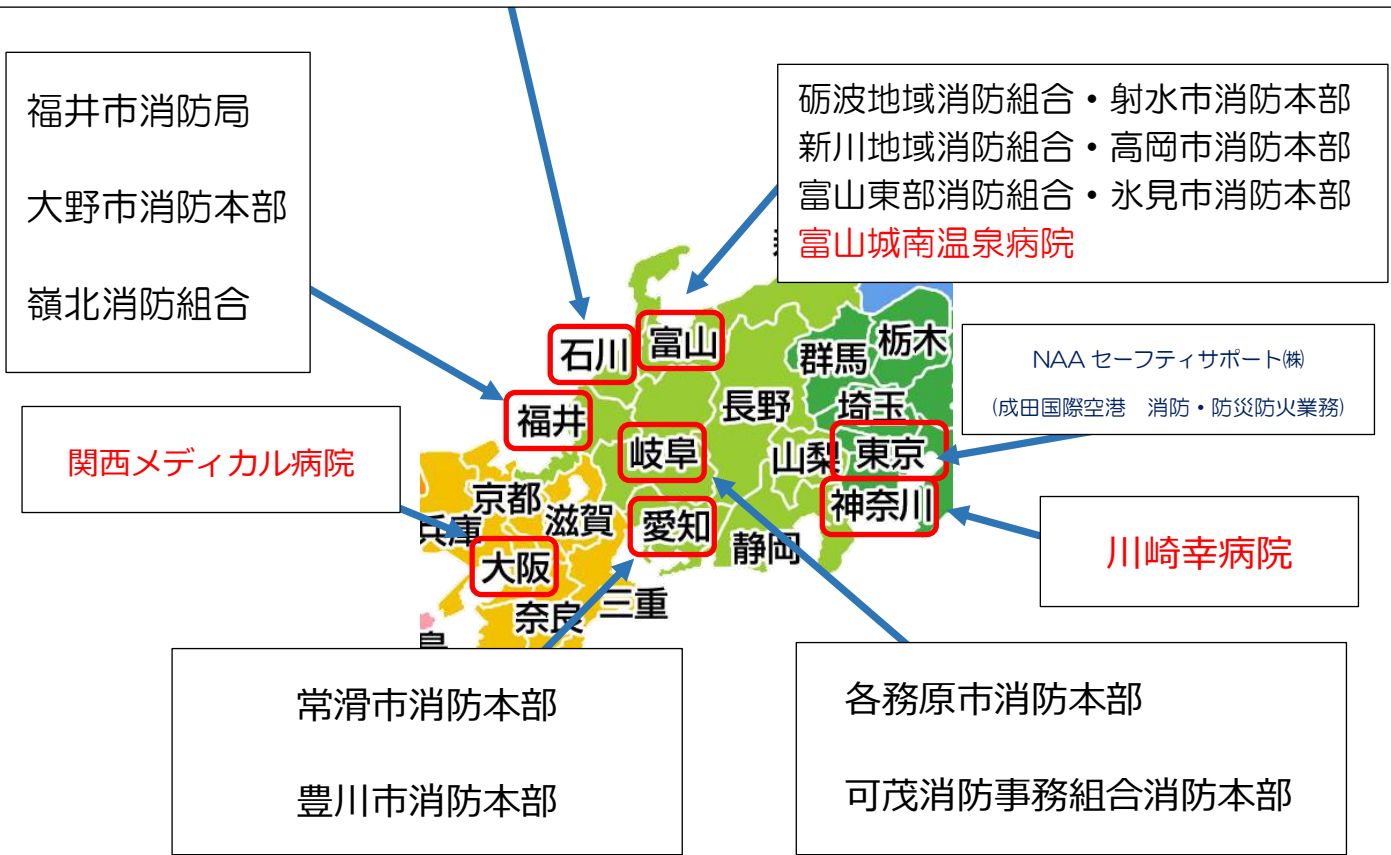 福井市消防局
大野市消防本部
嶺北消防組合
砺波地域消防組合・射水市消防本部
新川地域消防組合・高岡市消防本部
富山東部消防組合・氷見市消防本部
富山城南温泉病院
NAA セーフティサポート㈱
(成田国際空港　消防・防災防火業務)
関西メディカル病院
川崎幸病院
石川
富山
群馬
栃木
福井
長野
埼玉
岐阜
山梨
東京
京都
滋賀
愛知
静岡
神奈川
兵庫
大阪
奈良
三重
常滑市消防本部
豊川市消防本部
各務原市消防本部
可茂消防事務組合消防本部